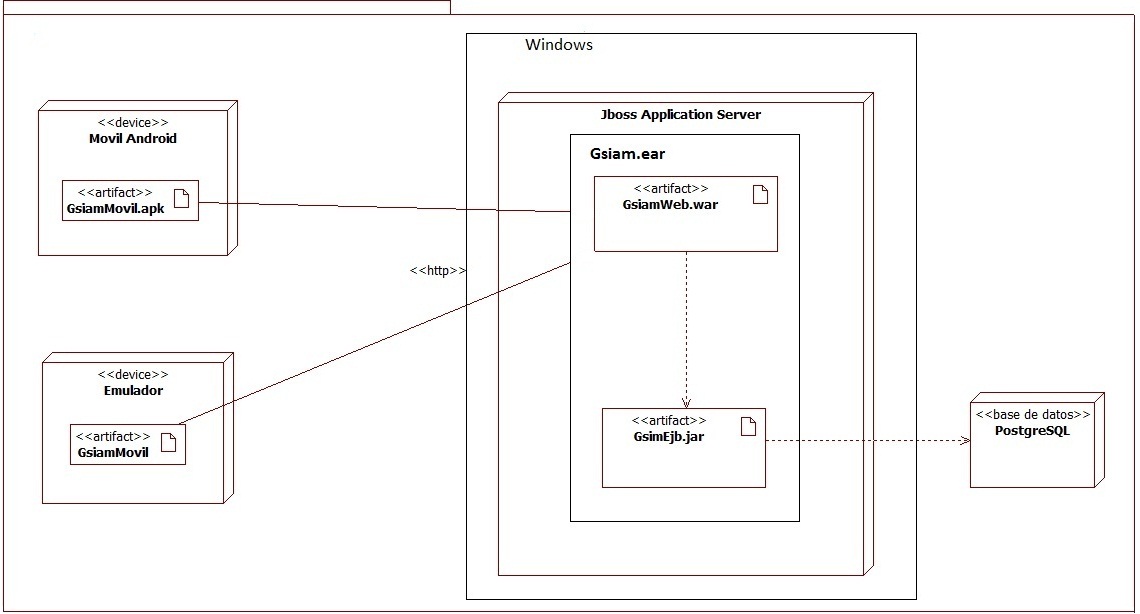 Windows
<<device>>
Movil Android
<<artifact>>
GsiamMovil.apk
Jboss Application Server
Gsiam.ear
<<artifact>>
GsiamWeb.war
<<http>>
<<device>>
Emulador
<<artifact>>
GsiamMovil
<<artifact>>
GsimEjb.jar
<<base de datos>>
PostgreSQL